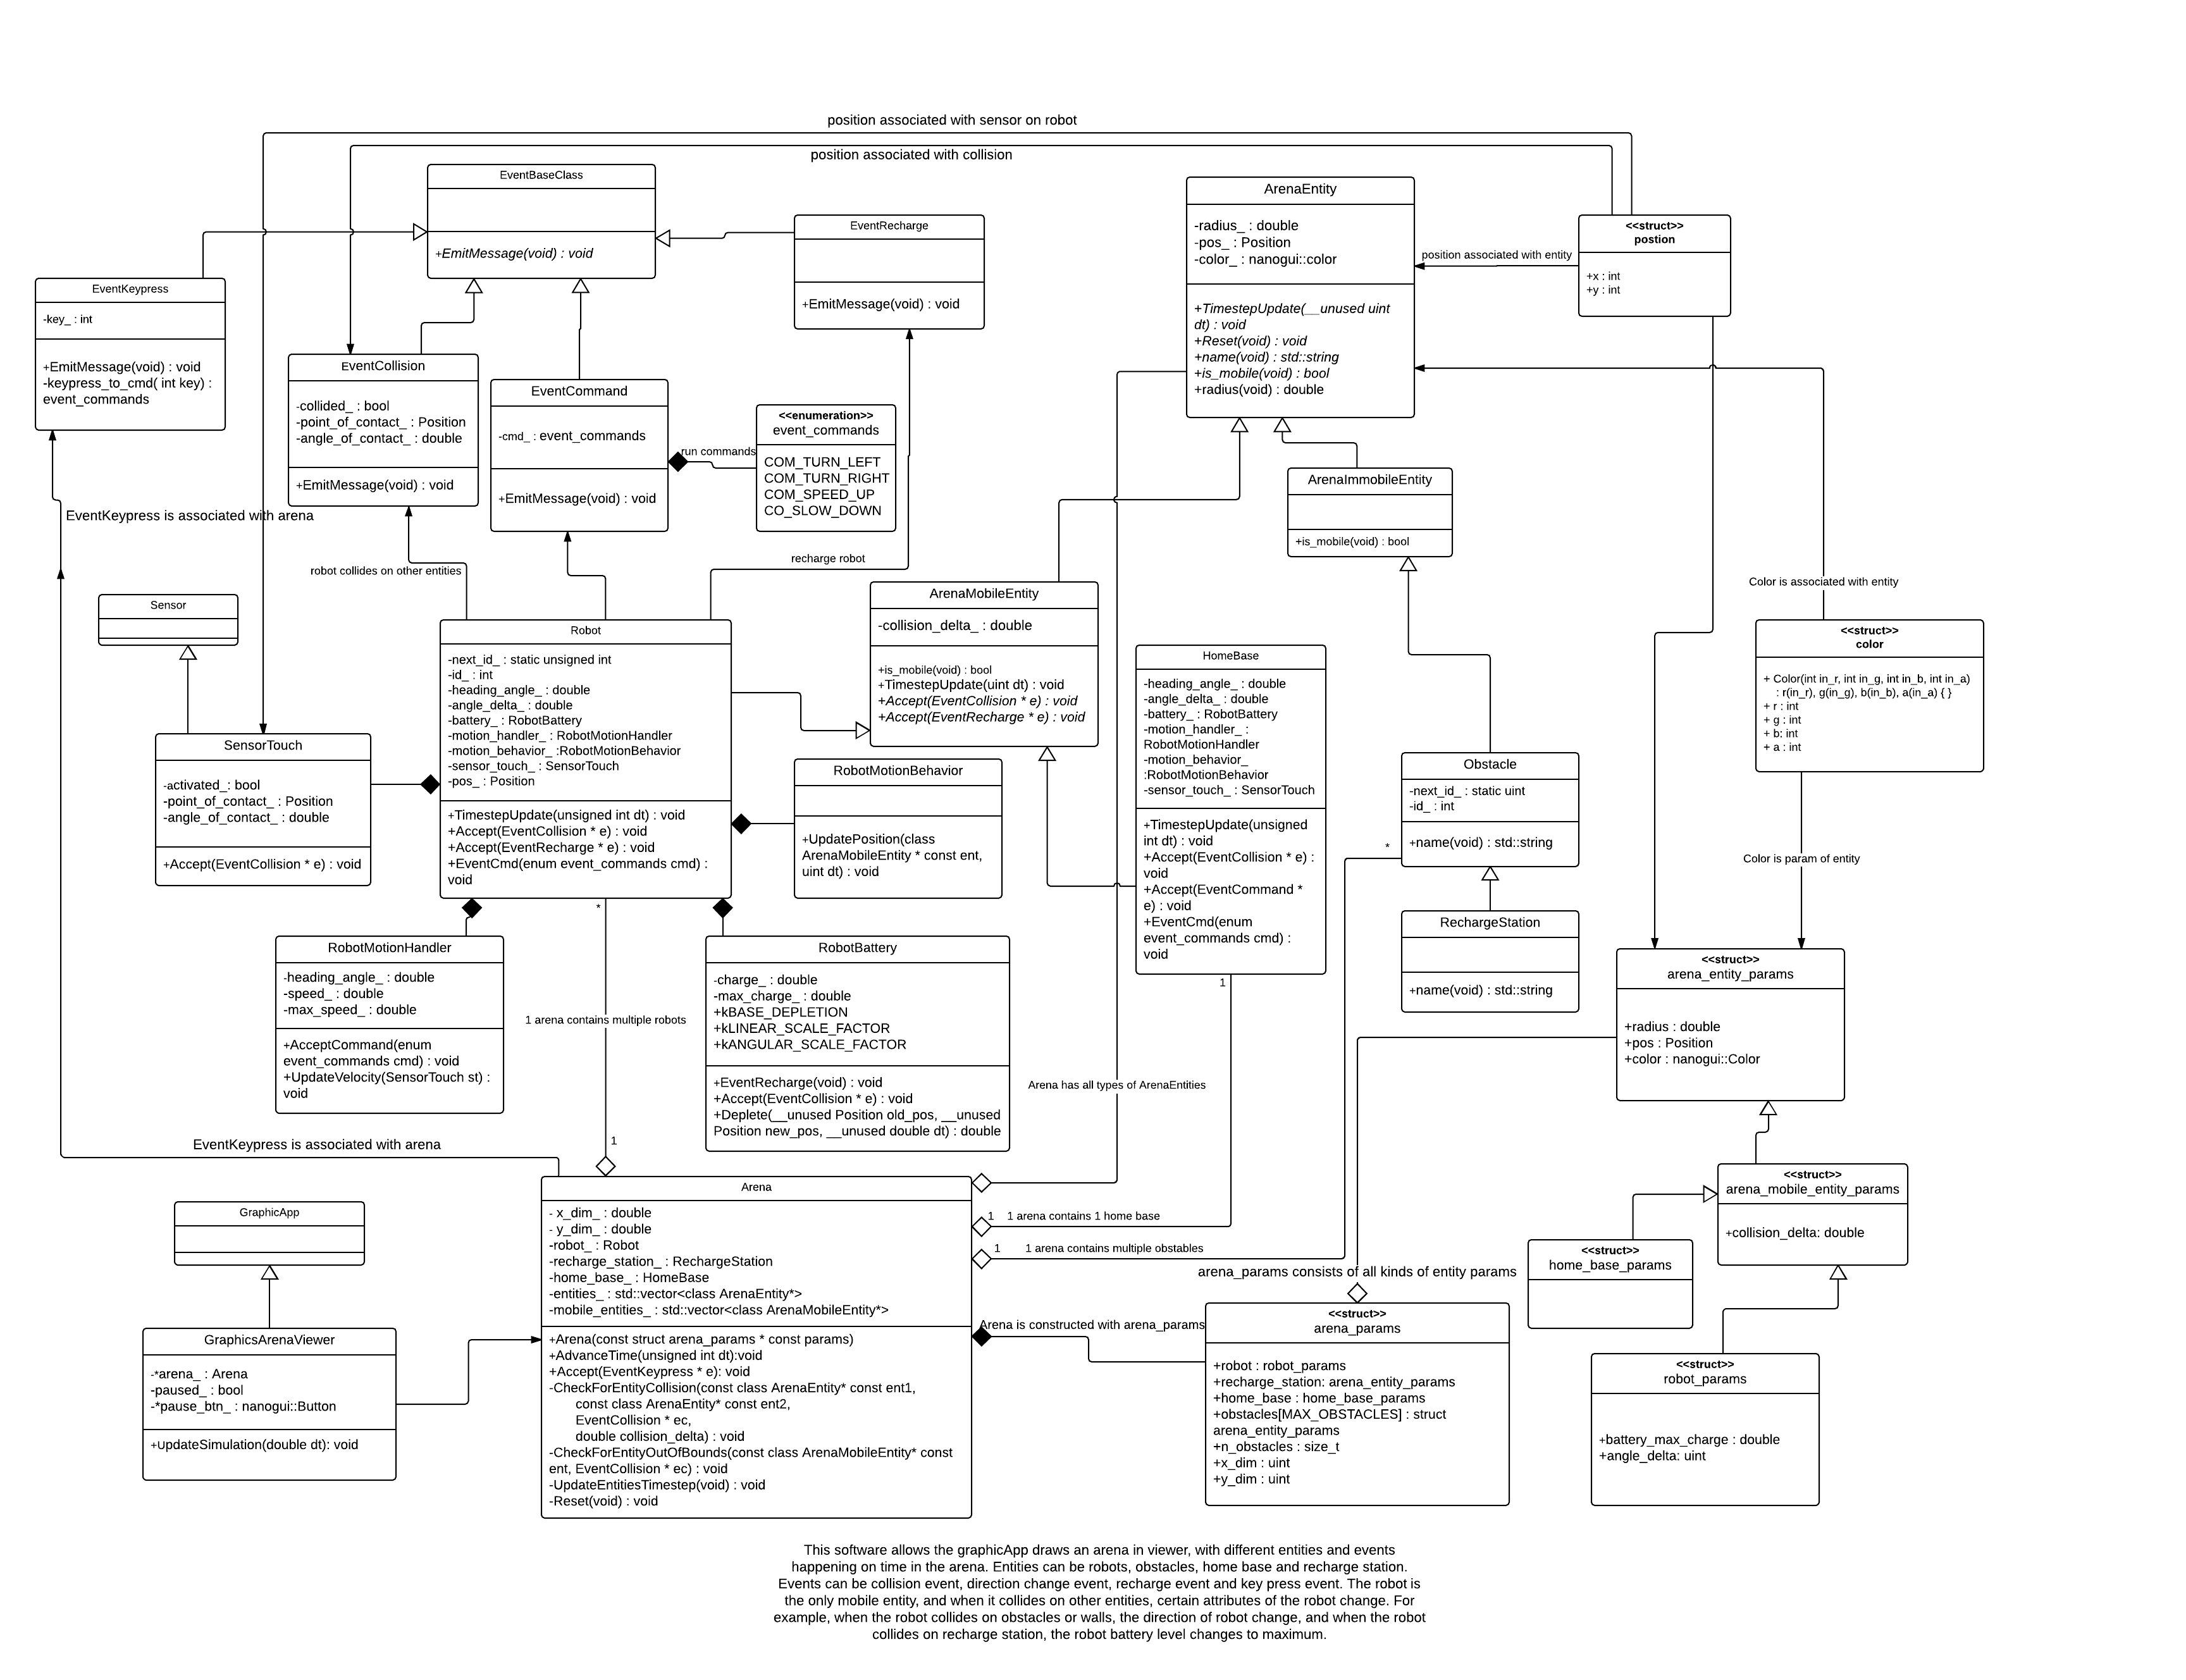 position associated with sensor on robot
position associated with collision
EventBaseClass
+EmitMessage(void) : void
EventRecharge
+EmitMessage(void) : void
ArenaEntity
-radius_ : double
-pos_ : Position
-color_ : nanogui::color
+TimestepUpdate(__unused uint
dt) : void
+Reset(void) : void
+name(void) : std::string
+is_mobile(void) : bool
+radius(void) : double
position associated with entity
<<struct>>
postion
+x : int
+y : int
EventKeypress
-key_ : int
+EmitMessage(void) : void
-keypress_to_cmd( int key) :
event_commands
EventCollision
-collided_ : bool
-point_of_contact_ : Position
-angle_of_contact_ : double
+EmitMessage(void) : void
EventCommand
-cmd_ : event_commands
+EmitMessage(void) : void
run commands
<<enumeration>>
event_commands
COM_TURN_LEFT
COM_TURN_RIGHT
COM_SPEED_UP
CO_SLOW_DOWN
ArenaImmobileEntity
+is_mobile(void) : bool
EventKeypress is associated with arena
robot collides on other entities
recharge robot
Color is associated with entity
Sensor
Robot
-next_id_ : static unsigned int
-id_ : int
-heading_angle_ : double
-angle_delta_ : double
-battery_ : RobotBattery
-motion_handler_ : RobotMotionHandler
-motion_behavior_ :RobotMotionBehavior
-sensor_touch_ : SensorTouch
-pos_ : Position
+TimestepUpdate(unsigned int dt) : void
+Accept(EventCollision * e) : void
+Accept(EventRecharge * e) : void
+EventCmd(enum event_commands cmd) :
void
ArenaMobileEntity
-collision_delta_ : double
+is_mobile(void) : bool
+TimestepUpdate(uint dt) : void
+Accept(EventCollision * e) : void
+Accept(EventRecharge * e) : void
HomeBase
-heading_angle_ : double
-angle_delta_ : double
-battery_ : RobotBattery
-motion_handler_ :
RobotMotionHandler
-motion_behavior_
:RobotMotionBehavior
-sensor_touch_ : SensorTouch
+TimestepUpdate(unsigned
int dt) : void
+Accept(EventCollision * e) :
void
+Accept(EventCommand *
e) : void
+EventCmd(enum
event_commands cmd) :
void
<<struct>>
color
+ Color(int in_r, int in_g, int in_b, int in_a)
: r(in_r), g(in_g), b(in_b), a(in_a) { }
+ r : int
+ g : int
+ b: int
+ a : int
SensorTouch
-activated_: bool
-point_of_contact_ : Position
-angle_of_contact_ : double
+Accept(EventCollision * e) : void
RobotMotionBehavior
+UpdatePosition(class
ArenaMobileEntity * const ent,
uint dt) : void
Obstacle
-next_id_ : static uint
-id_ : int
+name(void) : std::string
*
Color is param of entity
RechargeStation
+name(void) : std::string
*
RobotMotionHandler
-heading_angle_ : double
-speed_ : double
-max_speed_ : double
+AcceptCommand(enum
event_commands cmd) : void
+UpdateVelocity(SensorTouch st) :
void
1 arena contains multiple robots
RobotBattery
-charge_ : double
-max_charge_ : double
+kBASE_DEPLETION
+kLINEAR_SCALE_FACTOR
+kANGULAR_SCALE_FACTOR
+EventRecharge(void) : void
+Accept(EventCollision * e) : void
+Deplete(__unused Position old_pos, __unused
Position new_pos, __unused double dt) : double
1
<<struct>>
arena_entity_params
+radius : double
+pos : Position
+color : nanogui::Color
Arena has all types of ArenaEntities
EventKeypress is associated with arena
1
Arena
- x_dim_ : double
- y_dim_ : double
-robot_ : Robot
-recharge_station_ : RechargeStation
-home_base_ : HomeBase
-entities_ : std::vector<class ArenaEntity*>
-mobile_entities_ : std::vector<class ArenaMobileEntity*>
+Arena(const struct arena_params * const params)
+AdvanceTime(unsigned int dt):void
+Accept(EventKeypress * e): void
-CheckForEntityCollision(const class ArenaEntity* const ent1,
const class ArenaEntity* const ent2,
EventCollision * ec,
double collision_delta) : void
-CheckForEntityOutOfBounds(const class ArenaMobileEntity* const
ent, EventCollision * ec) : void
-UpdateEntitiesTimestep(void) : void
-Reset(void) : void
1 1 arena contains 1 home base
1 1 arena contains multiple obstables
arena_params consists of all kinds of entity params
Arena is constructed with arena_params
<<struct>>
arena_mobile_entity_params
+collision_delta: double
<<struct>>
home_base_params
GraphicApp
GraphicsArenaViewer
-*arena_ : Arena
-paused_ : bool
-*pause_btn_ : nanogui::Button
+UpdateSimulation(double dt): void
<<struct>>
arena_params
+robot : robot_params
+recharge_station: arena_entity_params
+home_base : home_base_params
+obstacles[MAX_OBSTACLES] : struct
arena_entity_params
+n_obstacles : size_t
+x_dim : uint
+y_dim : uint
<<struct>>
robot_params
+battery_max_charge : double
+angle_delta: uint
This software allows the graphicApp draws an arena in viewer, with different entities and events
happening on time in the arena. Entities can be robots, obstacles, home base and recharge station.
Events can be collision event, direction change event, recharge event and key press event. The robot is
the only mobile entity, and when it collides on other entities, certain attributes of the robot change. For
example, when the robot collides on obstacles or walls, the direction of robot change, and when the robot
collides on recharge station, the robot battery level changes to maximum.